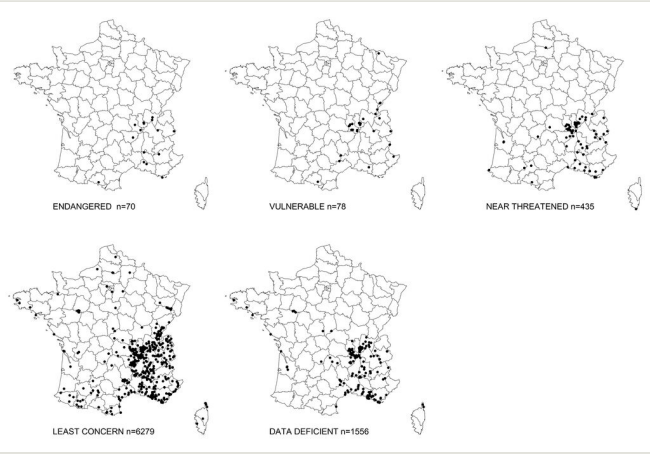 ENDANGERED n=70
VULNERABLE n=78
NEAR THREATENED n=435
LEAST CONCERN n=6279
DATA DEFICIENT n=1556